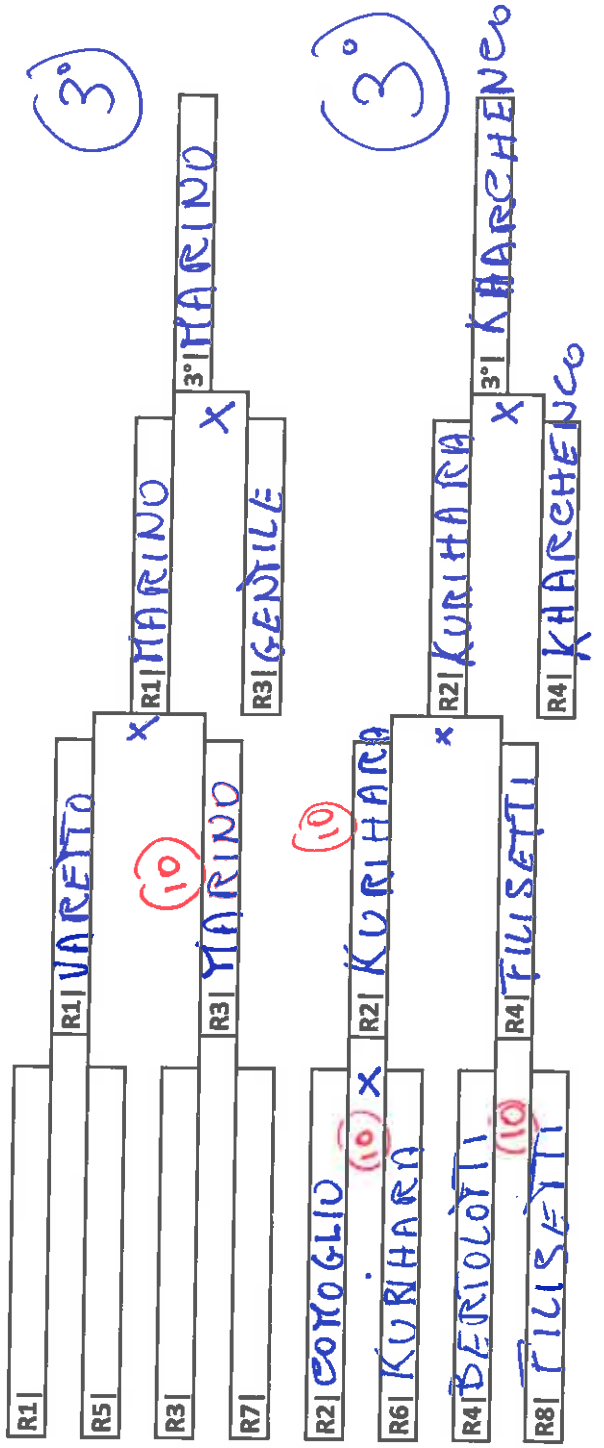 R1|
R5|
R3|
R7|
R1| VARETTO
R3| MARINO
10
R1| MARINO
R3| GENTILE
X
X
3°| MARINO
3°
R2| COMOGLIO
R6| KURIHARA
10
X
R4| BERTOLOTTI
R8| FILISETTI
10
R2| KURIHARA
10
R4| FILISETTI
X
R2| KURIHARA
R4| KHARCHENCO
X
3°| KHARCHENCO
3°